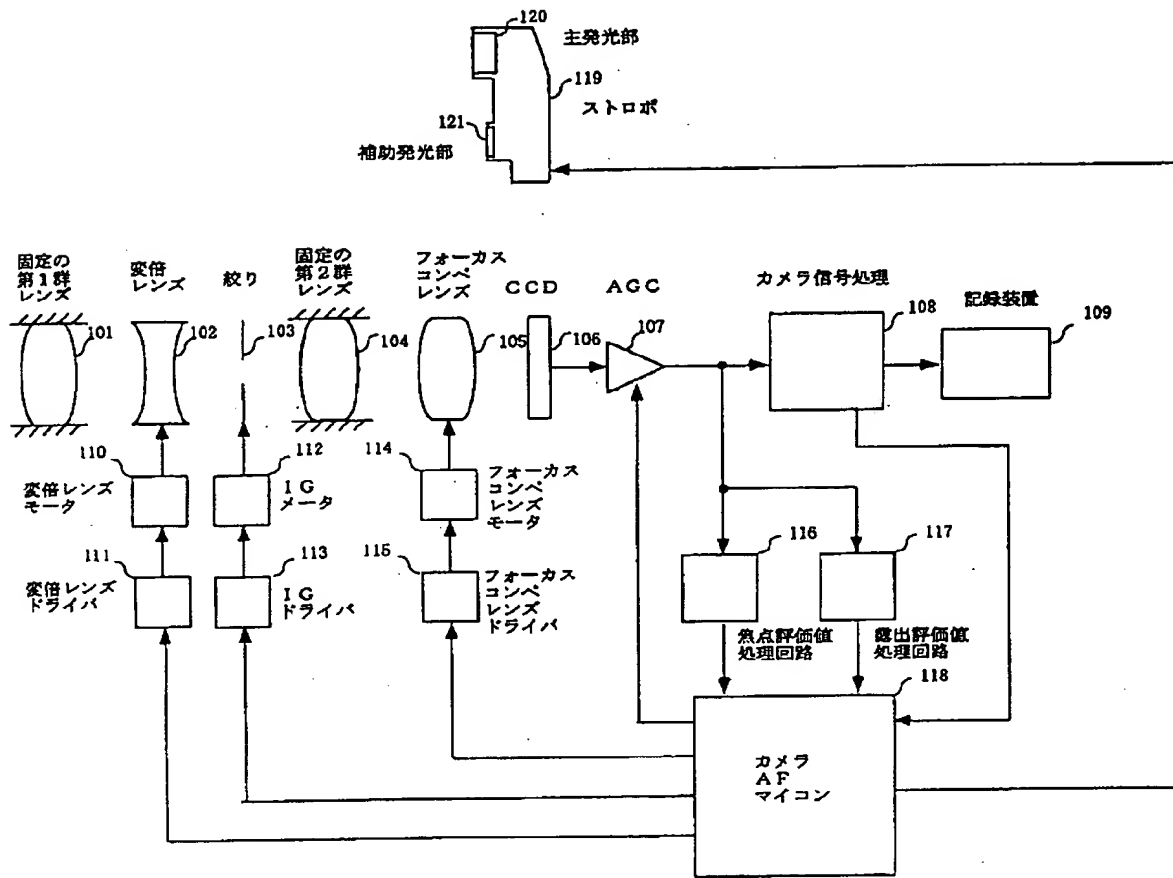 120
主発光部
119
ストロボ
121
補助発光部
固定の
第1群
レンズ
変倍
レンズ
絞り
固定の
第2群
レンズ
フォーカス
コンペ
レンズ
CCD
AGC
カメラ信号処理
記録装置
101
102
103
104
105
106
107
108
109
110
変倍レンズ
モータ
112
IG
メータ
114
フォーカス
コンペ
レンズ
モータ
111
変倍レンズ
ドライバ
113
IG
ドライバ
115
フォーカス
コンペ
レンズ
ドライバ
116
117
焦点評価値
処理回路
露出評価値
処理回路
118
カメラ
AF
マイコン